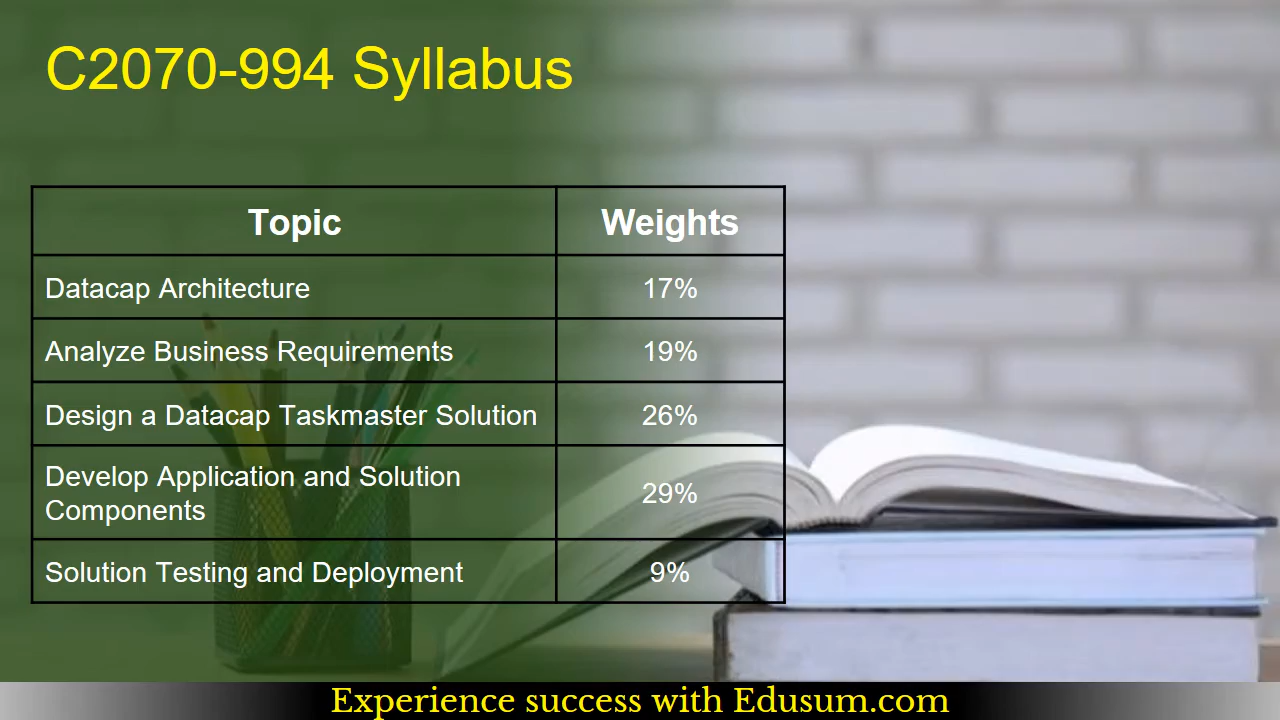 C2070-994 Syllabus
Topic
Weights
Datacap Architecture
17%
Analyze Business Requirements
19%
Design a Datacap Taskmaster Solution
26%
Develop Application and Solution
Components
29%
Solution Testing and Deployment
9%
Experience success with Edusum.com